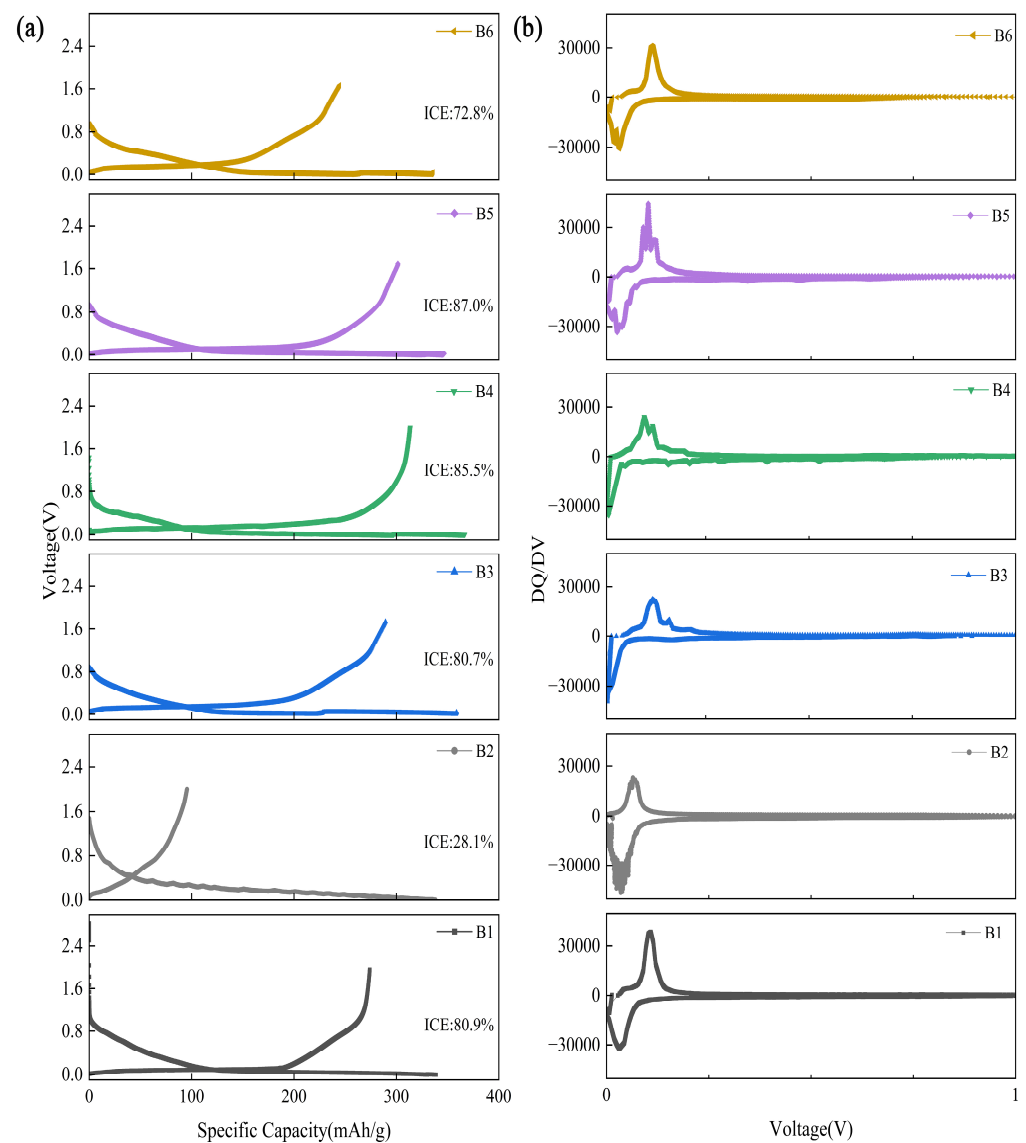 (a)
B6
2.4
1.6
ICE:72.8%
0.8
0.0
B5
2.4
1.6
ICE:87.0%
0.8
0.0
B4
2.4
1.6
ICE:85.5%
0.8
0.0
Voltage(V)
B3
2.4
1.6
ICE:80.7%
0.8
0.0
B2
2.4
1.6
ICE:28.1%
0.8
0.0
B1
2.4
1.6
ICE:80.9%
0.8
0.0
0 100 200 300 400
Specific Capacity(mAh/g)
(b)
B6
30000
0
−30000
B5
30000
0
−30000
B4
30000
0
−30000
DQ/DV
B3
30000
0
−30000
B2
30000
0
−30000
B1
30000
0
−30000
0 1
Voltage(V)